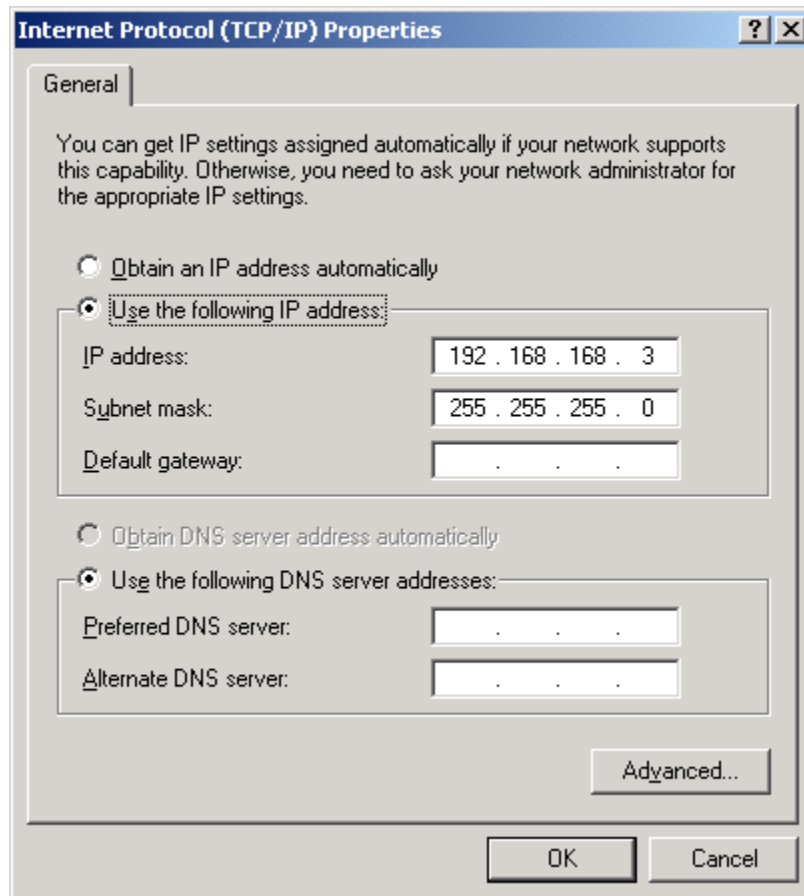 Internet Protocol (TCP/IP) Properties
General
You can get IP settings assigned automatically if your network supports
this capability. Otherwise, you need to ask your network administrator for
the appropriate IP settings.
Obtain an IP address automatically
Use the following IP address:
IP address: 192 . 168 . 168 . 3
Subnet mask: 255 . 255 . 255 . 0
Default gateway: . . .
Obtain DNS server address automatically
Use the following DNS server addresses:
Preferred DNS server: . . .
Alternate DNS server: . . .
Advanced...
OK Cancel